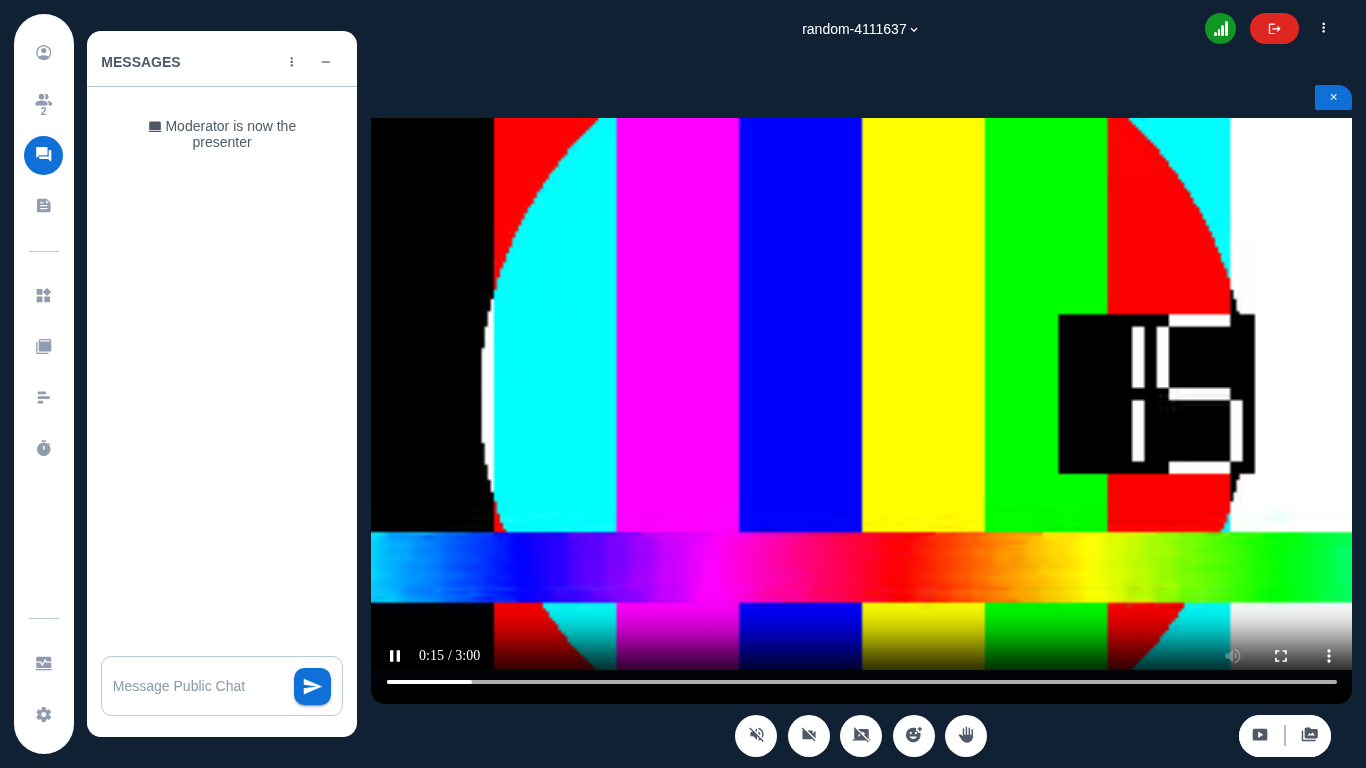 random-4111637
MESSAGES
2
Moderator is now the
presenter
15
0:15 / 3:00
Message Public Chat